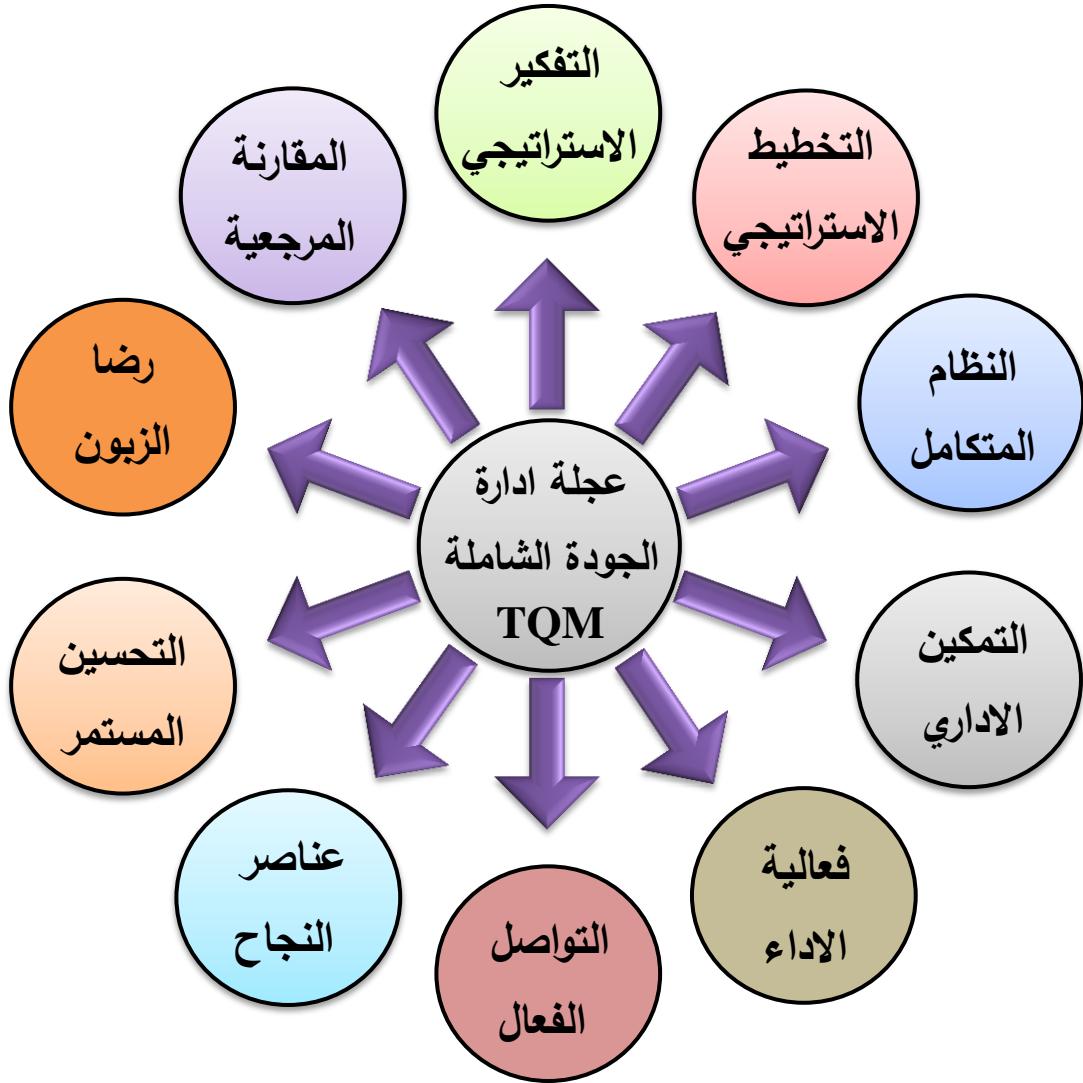 التفكير
الاستراتيجي
التخطيط
الاستراتيجي
النظام
المتكامل
التمكين
الاداري
فعالية
الاداء
التواصل
الفعال
عناصر
النجاح
التحسين
المستمر
رضا
الزبون
المقارنة
المرجعية
عجلة ادارة
الجودة الشاملة
TQM